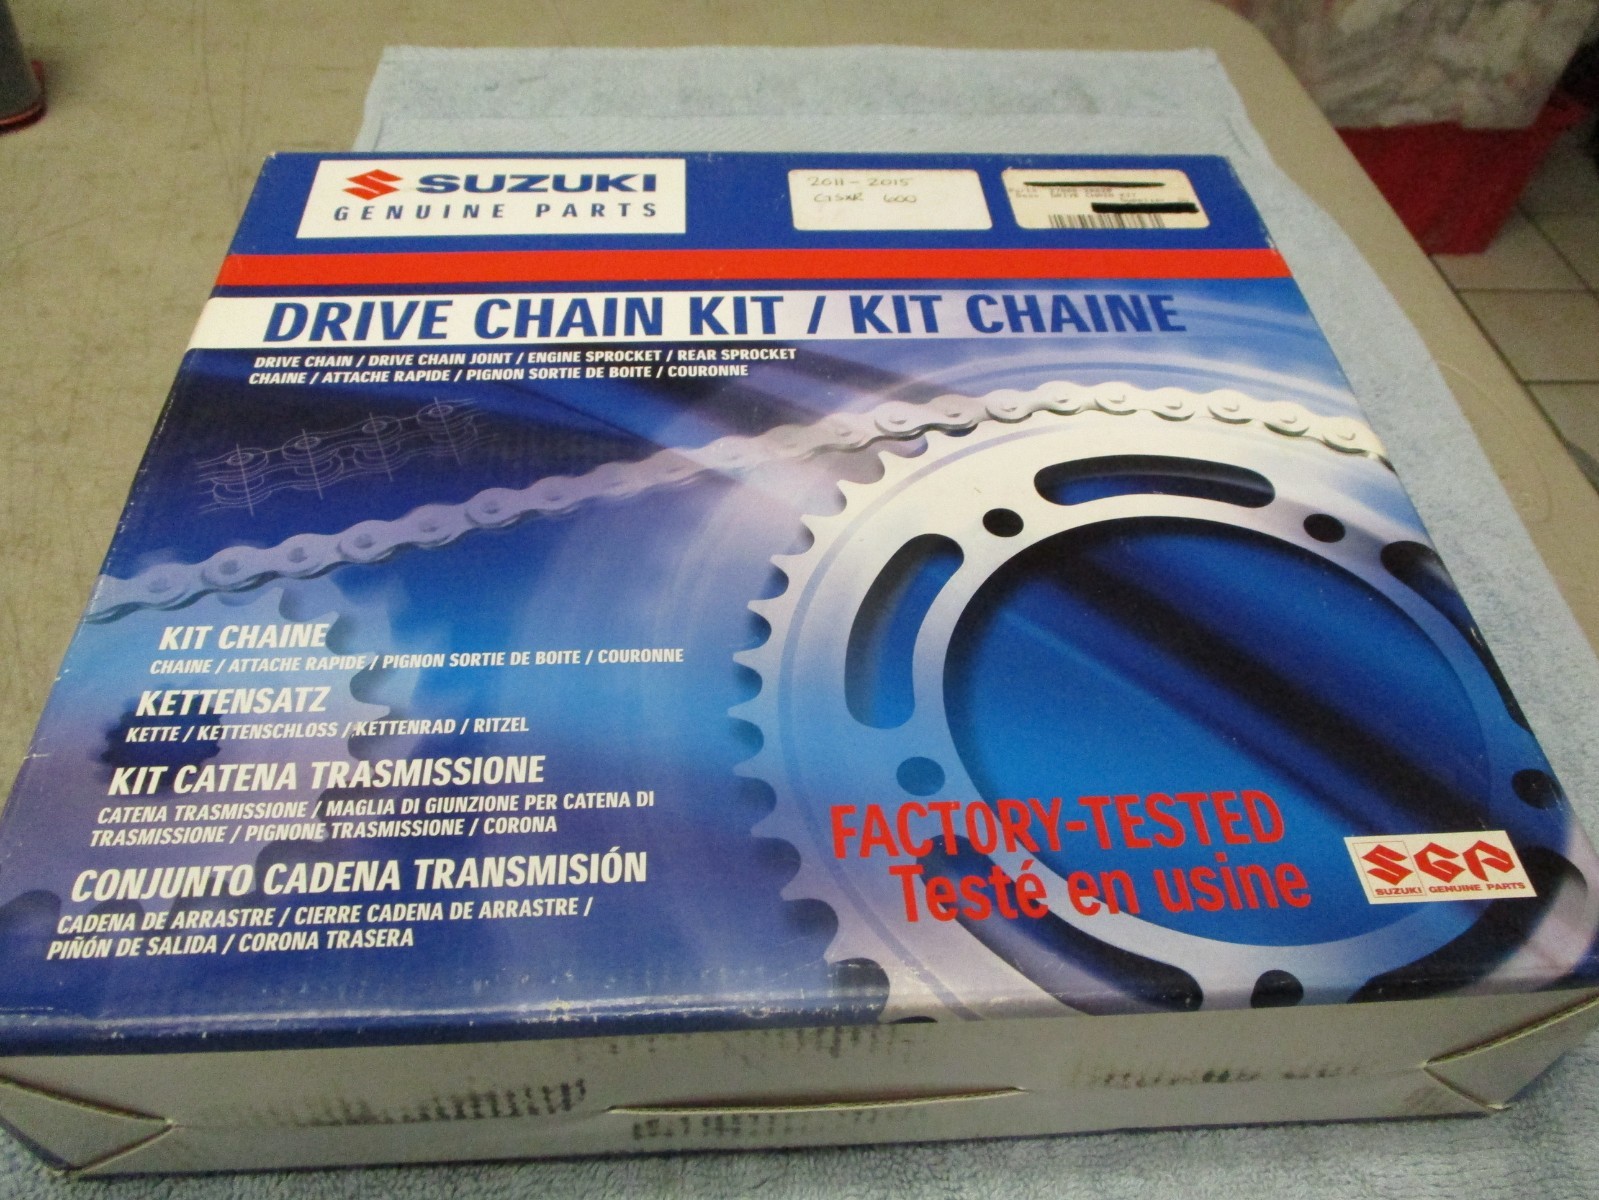 SUZUKI
GENUINE PARTS
2011 - 2015
GSXR 600
DRIVE CHAIN KIT
DRIVE CHAIN KIT / KIT CHAINE
DRIVE CHAIN / DRIVE CHAIN JOINT / ENGINE SPROCKET / REAR SPROCKET
CHAINE / ATTACHE RAPIDE / PIGNON SORTIE DE BOITE / COURONNE
KIT CHAINE
CHAINE / ATTACHE RAPIDE / PIGNON SORTIE DE BOITE / COURONNE
KETTENSATZ
KETTE / KETTENSCHLOSS / KETTENRAD / RITZEL
KIT CATENA TRASMISSIONE
CATENA TRASMISSIONE / MAGLIA DI GIUNZIONE PER CATENA DI
TRASMISSIONE / PIGNONE TRASMISSIONE / CORONA
CONJUNTO CADENA TRANSMISIÓN
CADENA DE ARRASTRE / CIERRE CADENA DE ARRASTRE /
PIÑÓN DE SALIDA / CORONA TRASERA
FACTORY-TESTED
Testé en usine
SGP
SUZUKI GENUINE PARTS